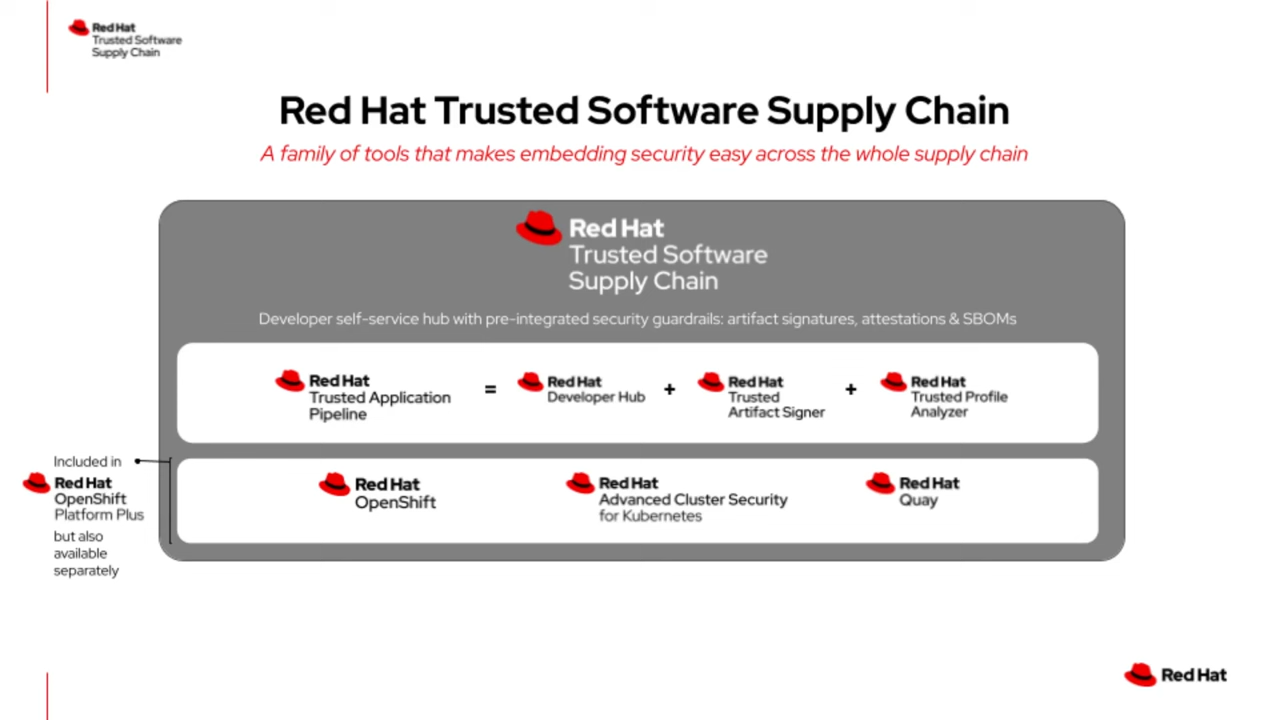 Red Hat
Trusted Software
Supply Chain
Red Hat Trusted Software Supply Chain
A family of tools that makes embedding security easy across the whole supply chain
Red Hat
Trusted Software
Supply Chain
Developer self-service hub with pre-integrated security guardrails: artifact signatures, attestations & SBOMs
Red Hat
Trusted Application
Pipeline
=
Red Hat
Developer Hub
+
Red Hat
Trusted
Artifact Signer
+
Red Hat
Trusted Profile
Analyzer
Included in
Red Hat
OpenShift
Platform Plus
but also
available
separately
Red Hat
OpenShift
Red Hat
Advanced Cluster Security
for Kubernetes
Red Hat
Quay
Red Hat